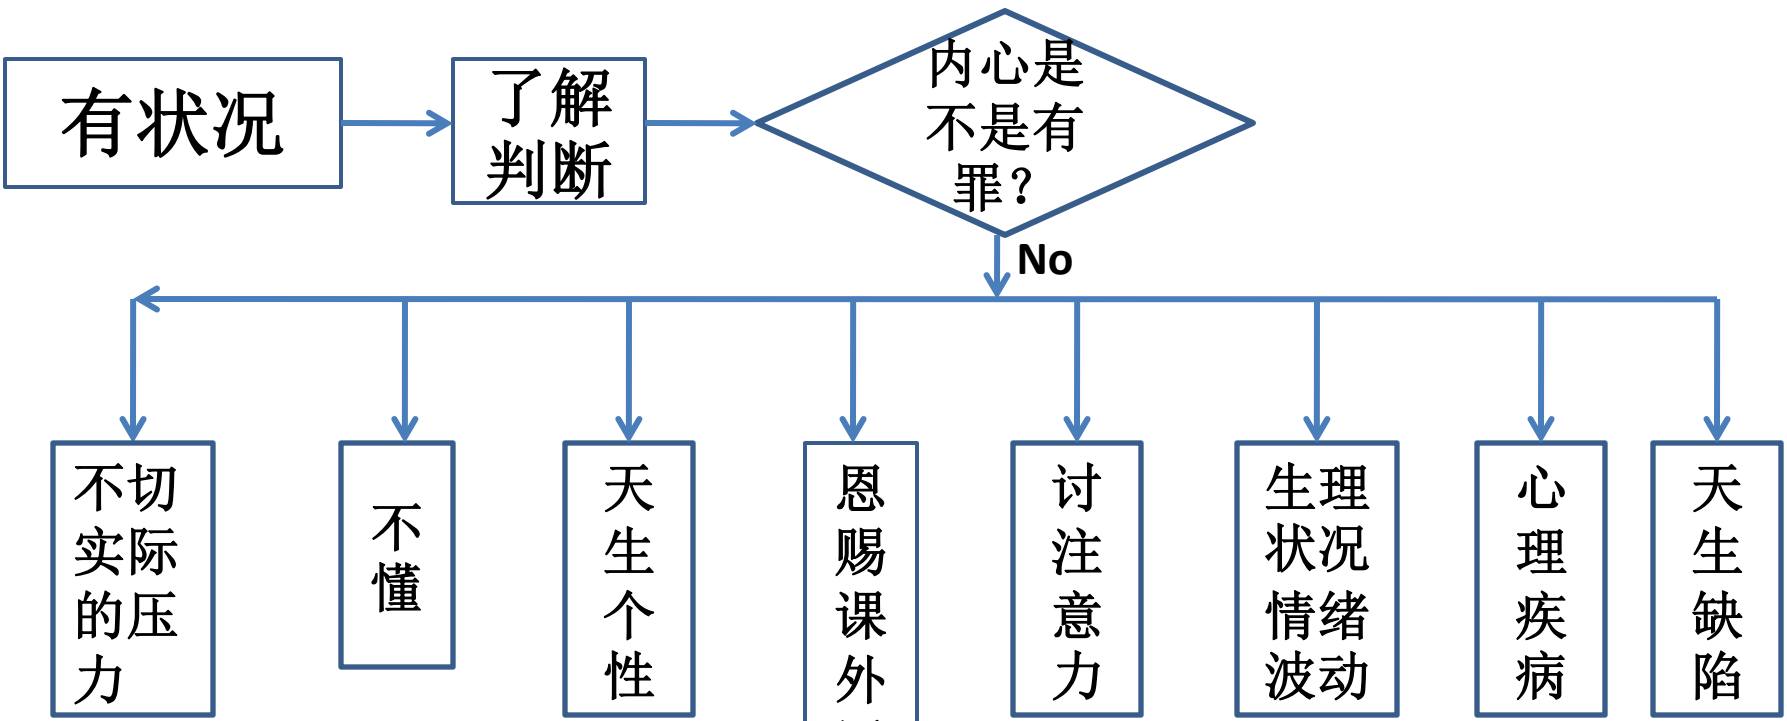 有状况
了解
判断
内心是
不是有
罪？
No
不切
实际
的压
力
不
懂
天
生
个
性
恩
赐
课
外
讨
注
意
力
生理
状况
情绪
波动
心
理
疾
病
天
生
缺
陷